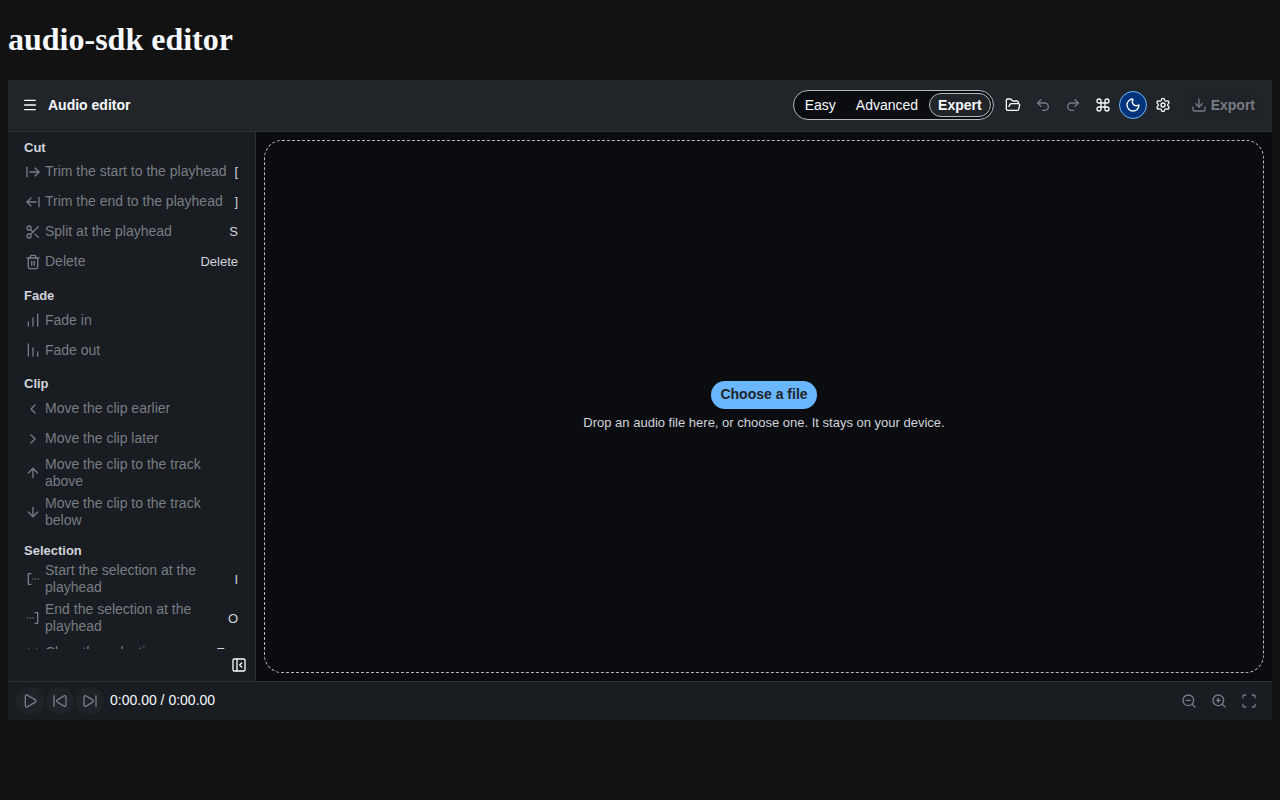 audio-sdk editor
Audio editor
Easy Advanced Expert
Export
Cut
Trim the start to the playhead [
Trim the end to the playhead ]
Split at the playhead S
Delete Delete
Fade
Fade in
Fade out
Clip
Move the clip earlier
Move the clip later
Move the clip to the track
above
Move the clip to the track
below
Selection
Start the selection at the
playhead I
End the selection at the
playhead O
Choose a file
Drop an audio file here, or choose one. It stays on your device.
0:00.00 / 0:00.00